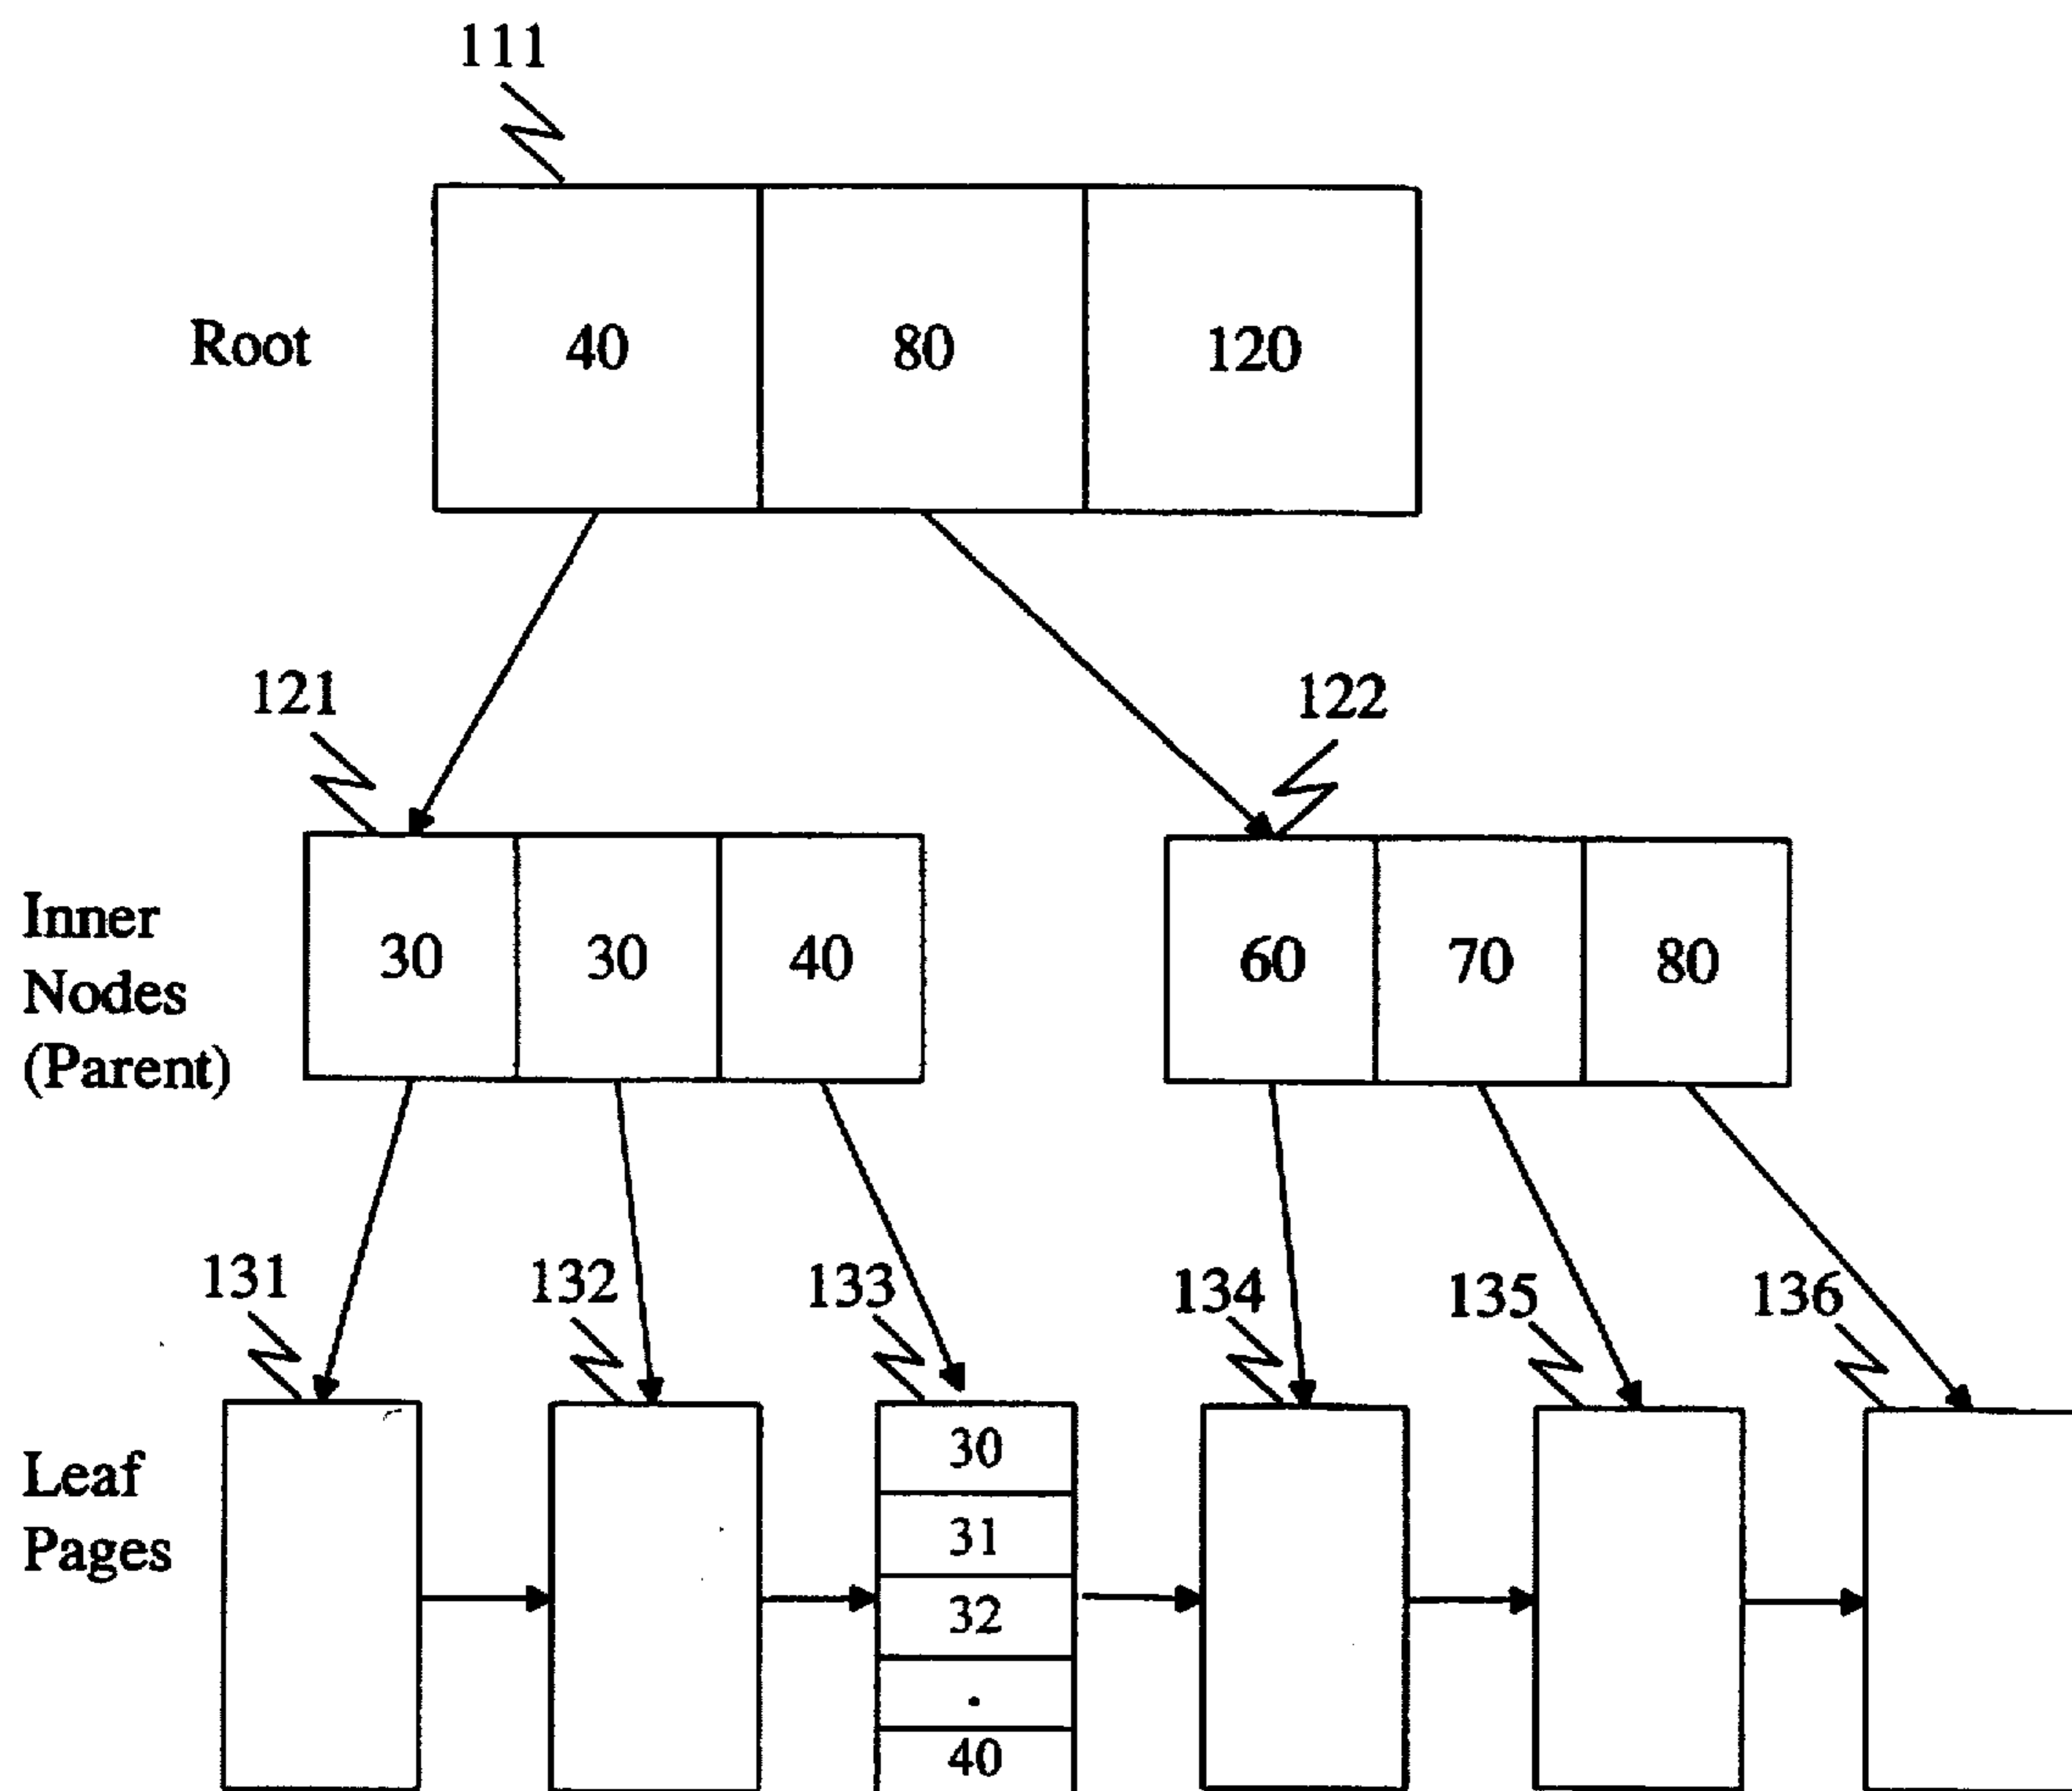 111
Root
40 80 120
121
122
Inner
Nodes
(Parent)
30 30 40
60 70 80
131 132 133 134 135 136
Leaf
Pages
30
31
32
.
40